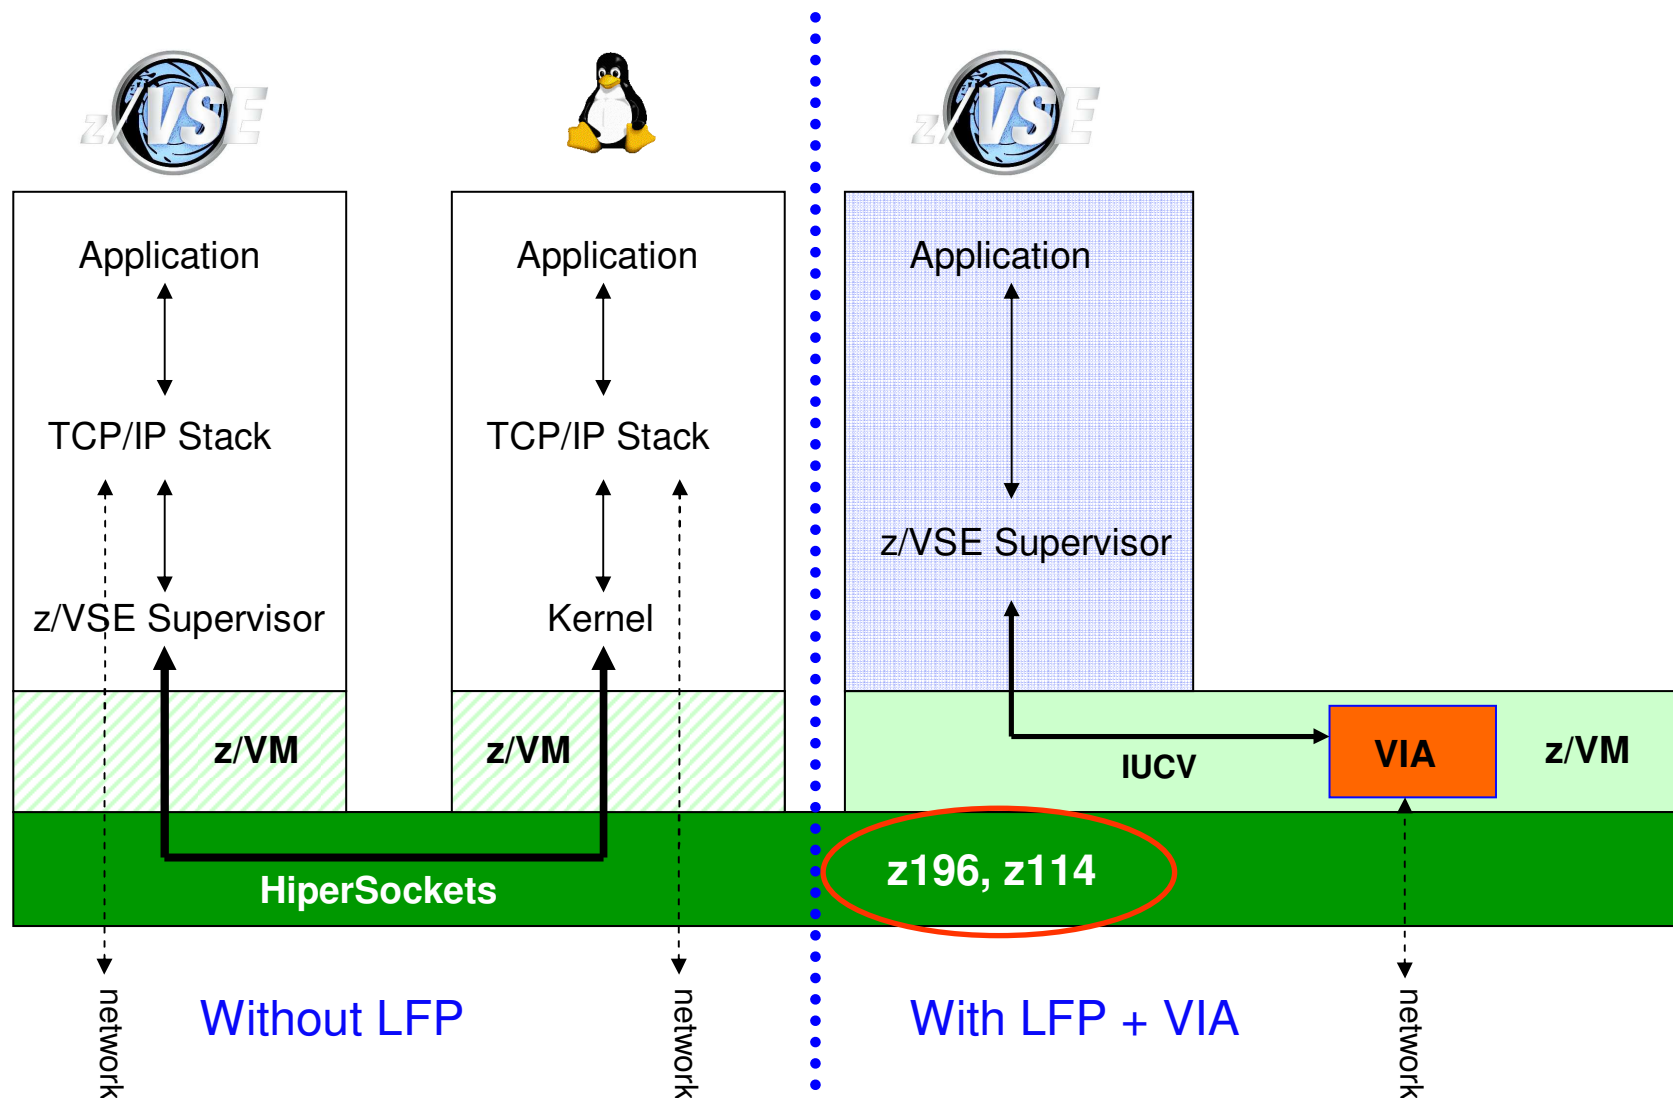 z/VSE
z/VSE
Application
Application
Application
TCP/IP Stack
TCP/IP Stack
z/VSE Supervisor
z/VSE Supervisor
Kernel
z/VM
z/VM
IUCV
VIA
z/VM
HiperSockets
z196, z114
network
Without LFP
network
With LFP + VIA
network